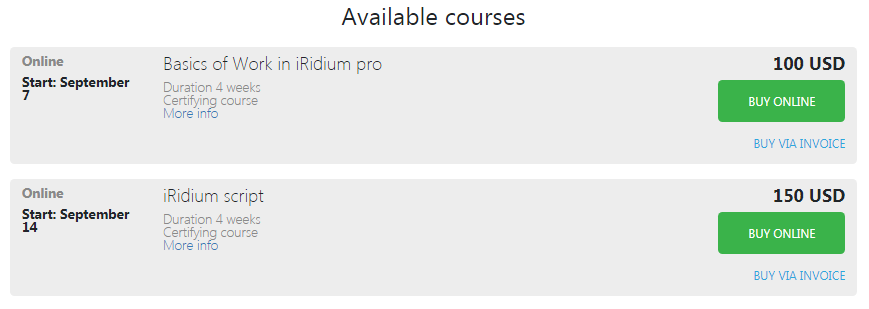 Available courses
Online
Start: September
7
Basics of Work in iRidium pro
Duration 4 weeks
Certifying course
More info
100 USD
BUY ONLINE
BUY VIA INVOICE
Online
Start: September
14
iRidium script
Duration 4 weeks
Certifying course
More info
150 USD
BUY ONLINE
BUY VIA INVOICE